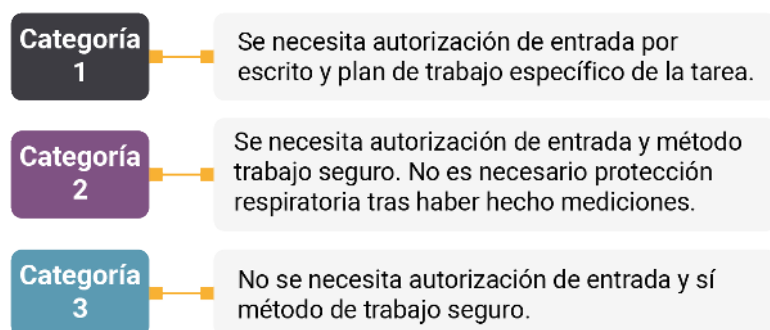 Categoría
1
Se necesita autorización de entrada por
escrito y plan de trabajo específico de la tarea.
Categoría
2
Se necesita autorización de entrada y método
trabajo seguro. No es necesario protección
respiratoria tras haber hecho mediciones.
Categoría
3
No se necesita autorización de entrada y sí
método de trabajo seguro.